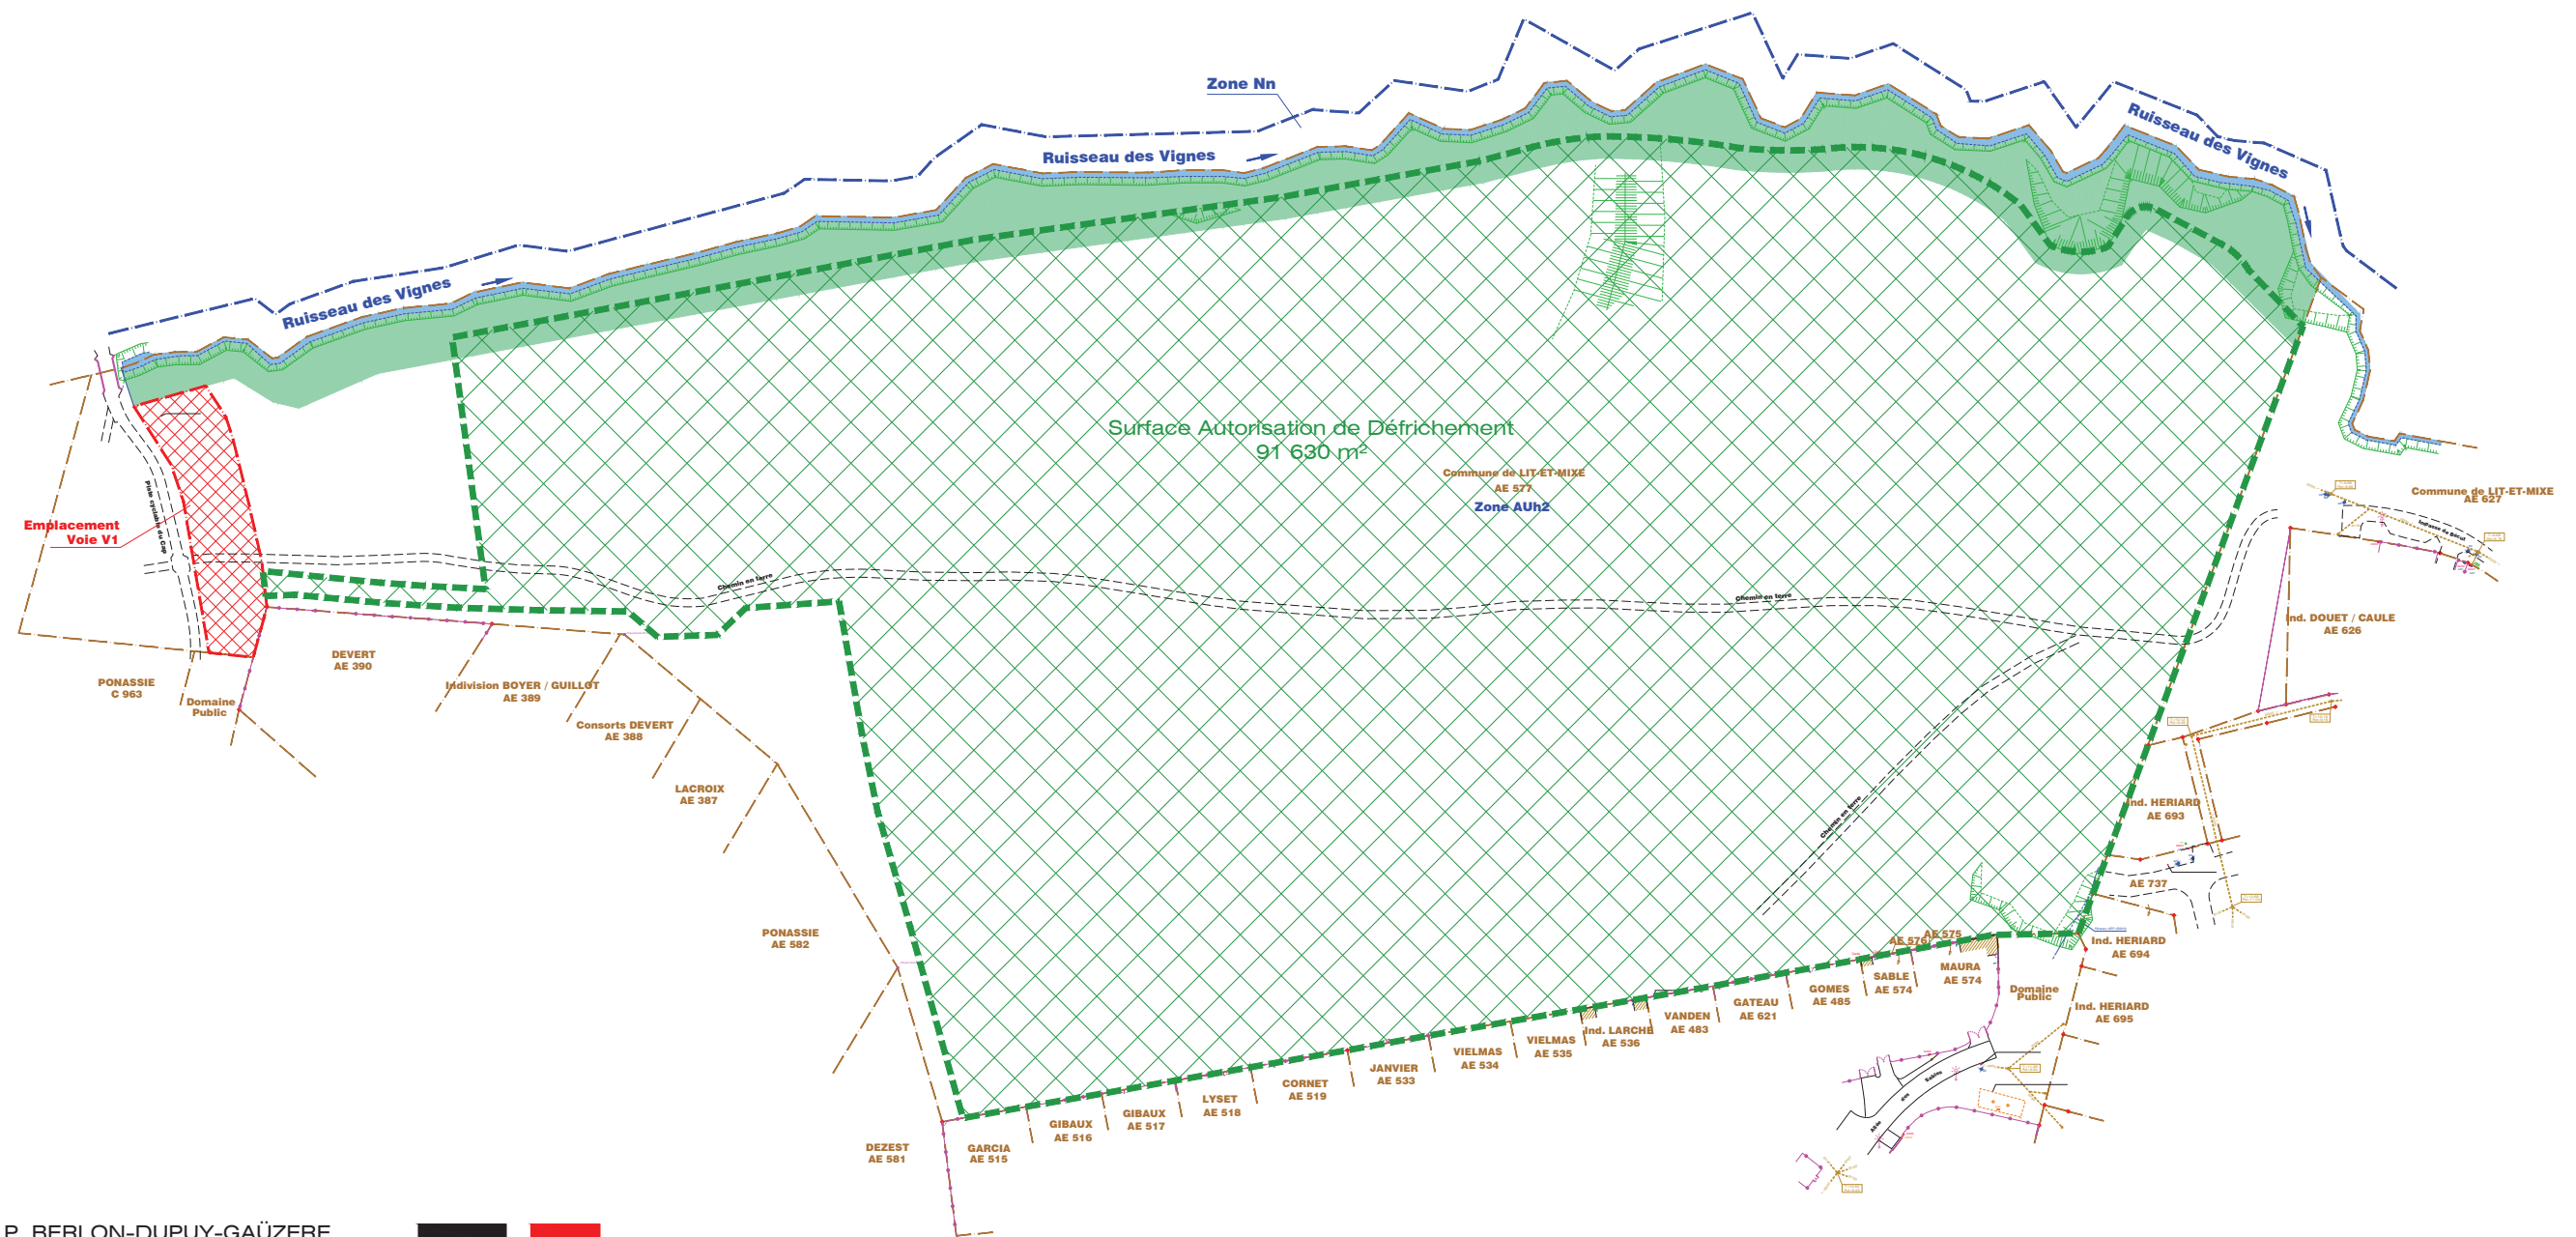 Zone Nn
Ruisseau des Vignes
Ruisseau des Vignes
Ruisseau des Vignes
Surface Autorisation de Défrichement
91 630 m²
Commune de LIT-ET-MIXE
AE 577
Zone AUh2
Commune de LIT-ET-MIXE
AE 627
Emplacement
Voie V1
Piste cyclable du Cap
Chemin en terre
Chemin en terre
Chemin en terre
Ind. DOUET / CAULE
AE 626
PONASSIE
C 963
Domaine
Public
DEVERT
AE 390
Indivision BOYER / GUILLOT
AE 389
Consorts DEVERT
AE 388
LACROIX
AE 387
PONASSIE
AE 582
Ind. HERIARD
AE 693
AE 737
Ind. HERIARD
AE 694
Ind. HERIARD
AE 695
DEZEST
AE 581
GARCIA
AE 515
GIBAUX
AE 516
GIBAUX
AE 517
LYSET
AE 518
CORNET
AE 519
JANVIER
AE 533
VIELMAS
AE 534
VIELMAS
AE 535
Ind. LARCHE
AE 536
VANDEN
AE 483
GATEAU
AE 621
GOMES
AE 485
SABLE
AE 574
AE 576
AE 575
MAURA
AE 574
Domaine
Public
P. BERLON-DUPUY-GAÜZERE